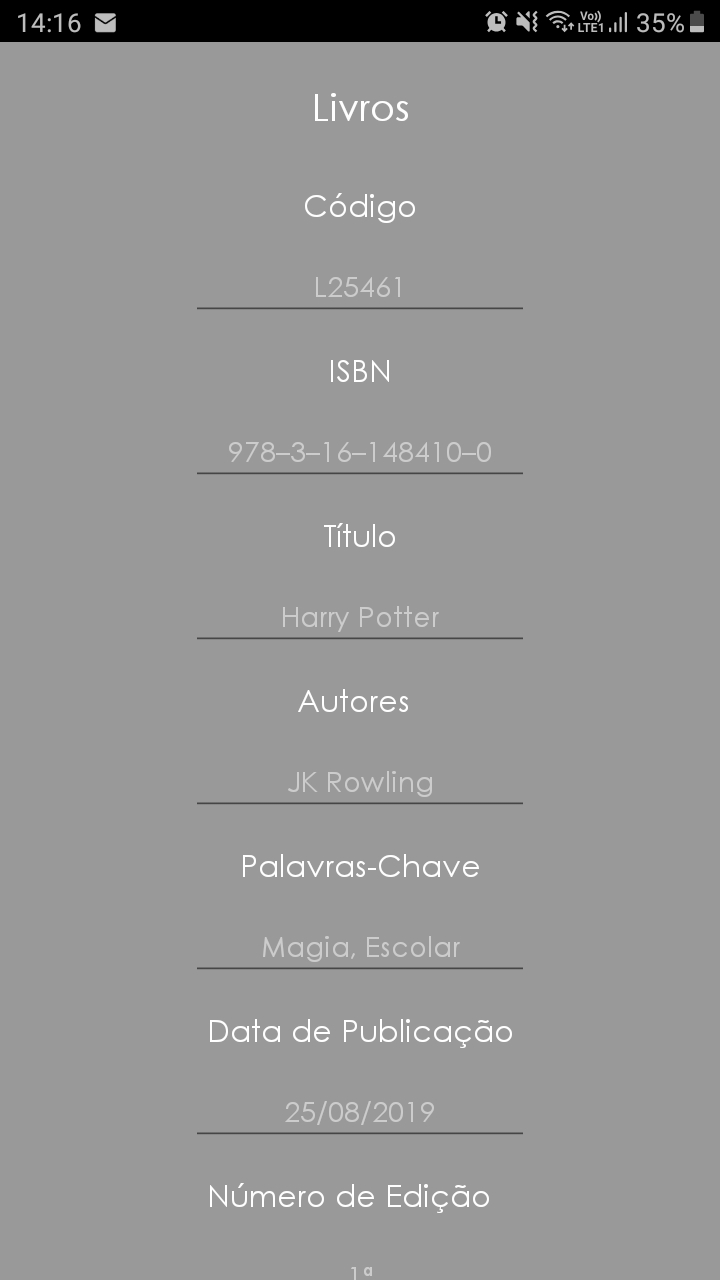 14:16 Vo)) LTE1 35%
Livros
Código
L25461
ISBN
978–3–16–148410–0
Título
Harry Potter
Autores
JK Rowling
Palavras-Chave
Magia, Escolar
Data de Publicação
25/08/2019
Número de Edição
1ª